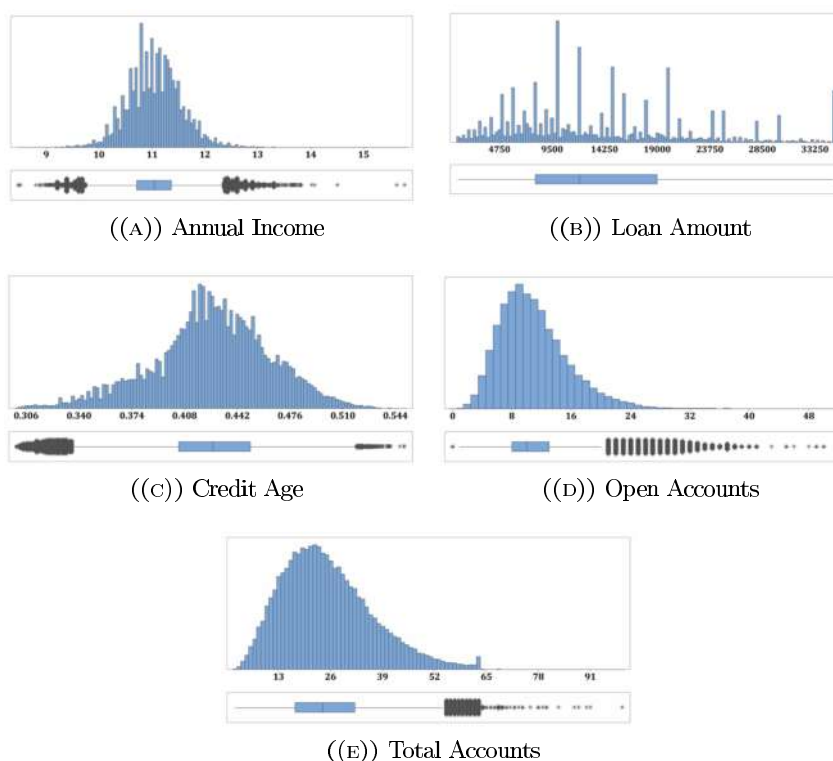 9 10 11 12 13 14 15
4750 9500 14250 19000 23750 28500 33250
((A)) Annual Income
((B)) Loan Amount
0.306 0.340 0.374 0.408 0.442 0.476 0.510 0.544
0 8 16 24 32 40 48
((C)) Credit Age
((D)) Open Accounts
13 26 39 52 65 78 91
((E)) Total Accounts